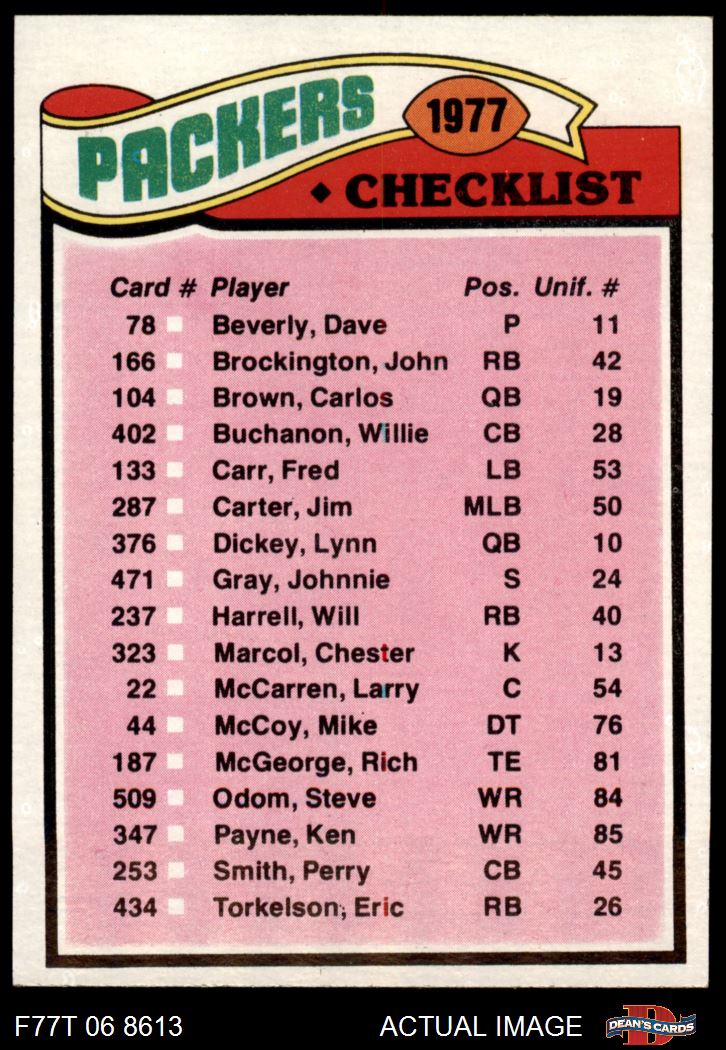 PACKERS
1977
♦ CHECKLIST
Card # Player Pos. Unif. #
78 Beverly, Dave P 11
166 Brockington, John RB 42
104 Brown, Carlos QB 19
402 Buchanon, Willie CB 28
133 Carr, Fred LB 53
287 Carter, Jim MLB 50
376 Dickey, Lynn QB 10
471 Gray, Johnnie S 24
237 Harrell, Will RB 40
323 Marcol, Chester K 13
22 McCarren, Larry C 54
44 McCoy, Mike DT 76
187 McGeorge, Rich TE 81
509 Odom, Steve WR 84
347 Payne, Ken WR 85
253 Smith, Perry CB 45
434 Torkelson, Eric RB 26
F77T 06 8613 ACTUAL IMAGE D DEAN'S CARDS